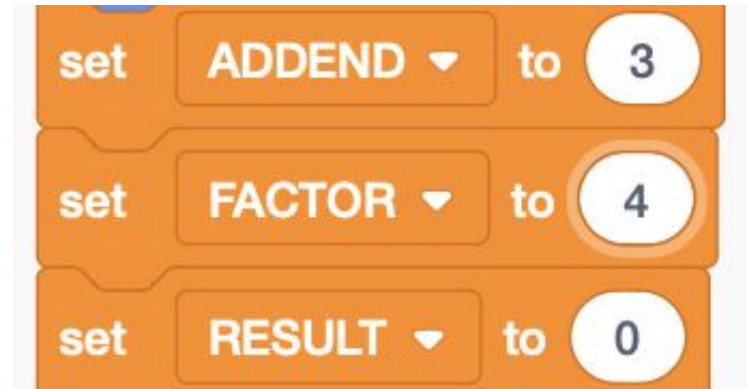 set ADDEND to 3
set FACTOR to 4
set RESULT to 0